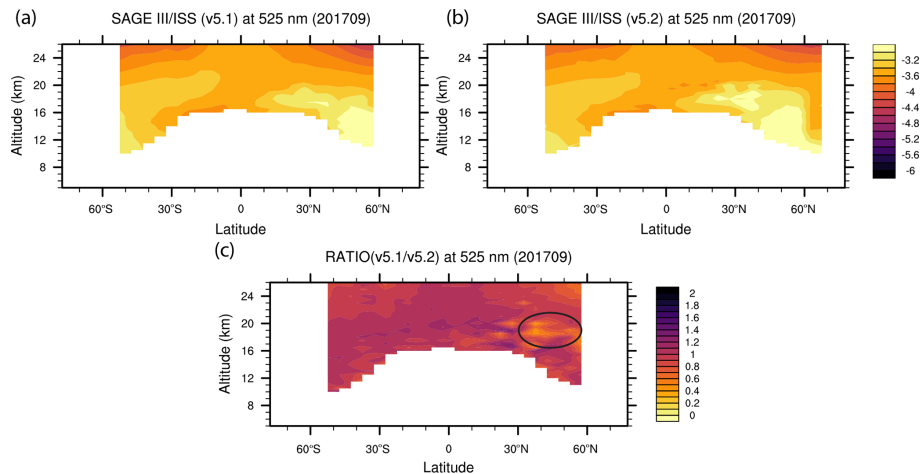 (a) SAGE III/ISS (v5.1) at 525 nm (201709)
24
20
16
12
8
Altitude (km)
60°S 30°S 0 30°N 60°N
Latitude
(b) SAGE III/ISS (v5.2) at 525 nm (201709)
24
20
16
12
8
Altitude (km)
60°S 30°S 0 30°N 60°N
Latitude
-3.2
-3.6
-4
-4.4
-4.8
-5.2
-5.6
-6
(c)
RATIO(v5.1/v5.2) at 525 nm (201709)
24
20
16
12
8
Altitude (km)
60°S 30°S 0 30°N 60°N
Latitude
2
1.8
1.6
1.4
1.2
1
0.8
0.6
0.4
0.2
0